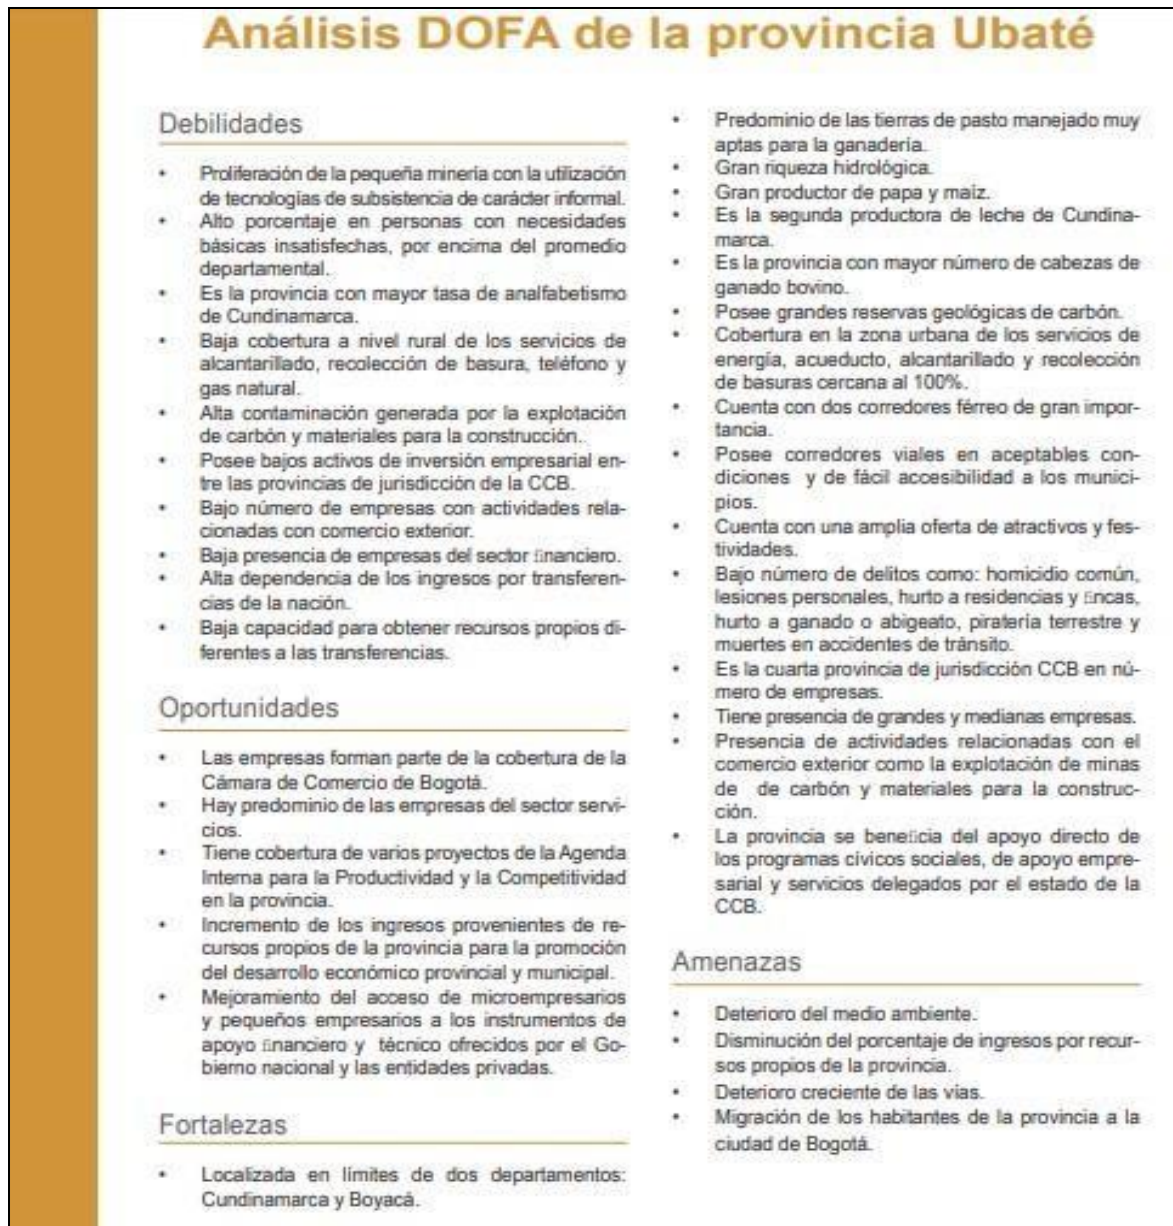 Análisis DOFA de la provincia Ubaté
Debilidades
• Proliferación de la pequeña minería con la utilización
de tecnologías de subsistencia de carácter informal.
• Alto porcentaje en personas con necesidades
básicas insatisfechas, por encima del promedio
departamental.
• Es la provincia con mayor tasa de analfabetismo
de Cundinamarca.
• Baja cobertura a nivel rural de los servicios de
alcantarillado, recolección de basura, teléfono y
gas natural.
• Alta contaminación generada por la explotación
de carbón y materiales para la construcción.
• Posee bajos activos de inversión empresarial en-
tre las provincias de jurisdicción de la CCB.
• Bajo número de empresas con actividades rela-
cionadas con comercio exterior.
• Baja presencia de empresas del sector financiero.
• Alta dependencia de los ingresos por transferen-
cias de la nación.
• Baja capacidad para obtener recursos propios di-
ferentes a las transferencias.
Oportunidades
• Las empresas forman parte de la cobertura de la
Cámara de Comercio de Bogotá.
• Hay predominio de las empresas del sector servi-
cios.
• Tiene cobertura de varios proyectos de la Agenda
Interna para la Productividad y la Competitividad
en la provincia.
• Incremento de los ingresos provenientes de re-
cursos propios de la provincia para la promoción
del desarrollo económico provincial y municipal.
• Mejoramiento del acceso de microempresarios
y pequeños empresarios a los instrumentos de
apoyo financiero y técnico ofrecidos por el Go-
bierno nacional y las entidades privadas.
Fortalezas
• Localizada en límites de dos departamentos:
Cundinamarca y Boyacá.
• Predominio de las tierras de pasto manejado muy
aptas para la ganadería.
• Gran riqueza hidrológica.
• Gran productor de papa y maíz.
• Es la segunda productora de leche de Cundina-
marca.
• Es la provincia con mayor número de cabezas de
ganado bovino.
• Posee grandes reservas geológicas de carbón.
• Cobertura en la zona urbana de los servicios de
energía, acueducto, alcantarillado y recolección
de basuras cercana al 100%.
• Cuenta con dos corredores férreo de gran impor-
tancia.
• Posee corredores viales en aceptables con-
diciones y de fácil accesibilidad a los munici-
pios.
• Cuenta con una amplia oferta de atractivos y fes-
tividades.
• Bajo número de delitos como: homicidio común,
lesiones personales, hurto a residencias y fincas,
hurto a ganado o abigeato, piratería terrestre y
muertes en accidentes de tránsito.
• Es la cuarta provincia de jurisdicción CCB en nú-
mero de empresas.
• Tiene presencia de grandes y medianas empresas.
• Presencia de actividades relacionadas con el
comercio exterior como la explotación de minas
de de carbón y materiales para la construc-
ción.
• La provincia se beneficia del apoyo directo de
los programas cívicos sociales, de apoyo empre-
sarial y servicios delegados por el estado de la
CCB.
Amenazas
• Deterioro del medio ambiente.
• Disminución del porcentaje de ingresos por recur-
sos propios de la provincia.
• Deterioro creciente de las vías.
• Migración de los habitantes de la provincia a la
ciudad de Bogotá.